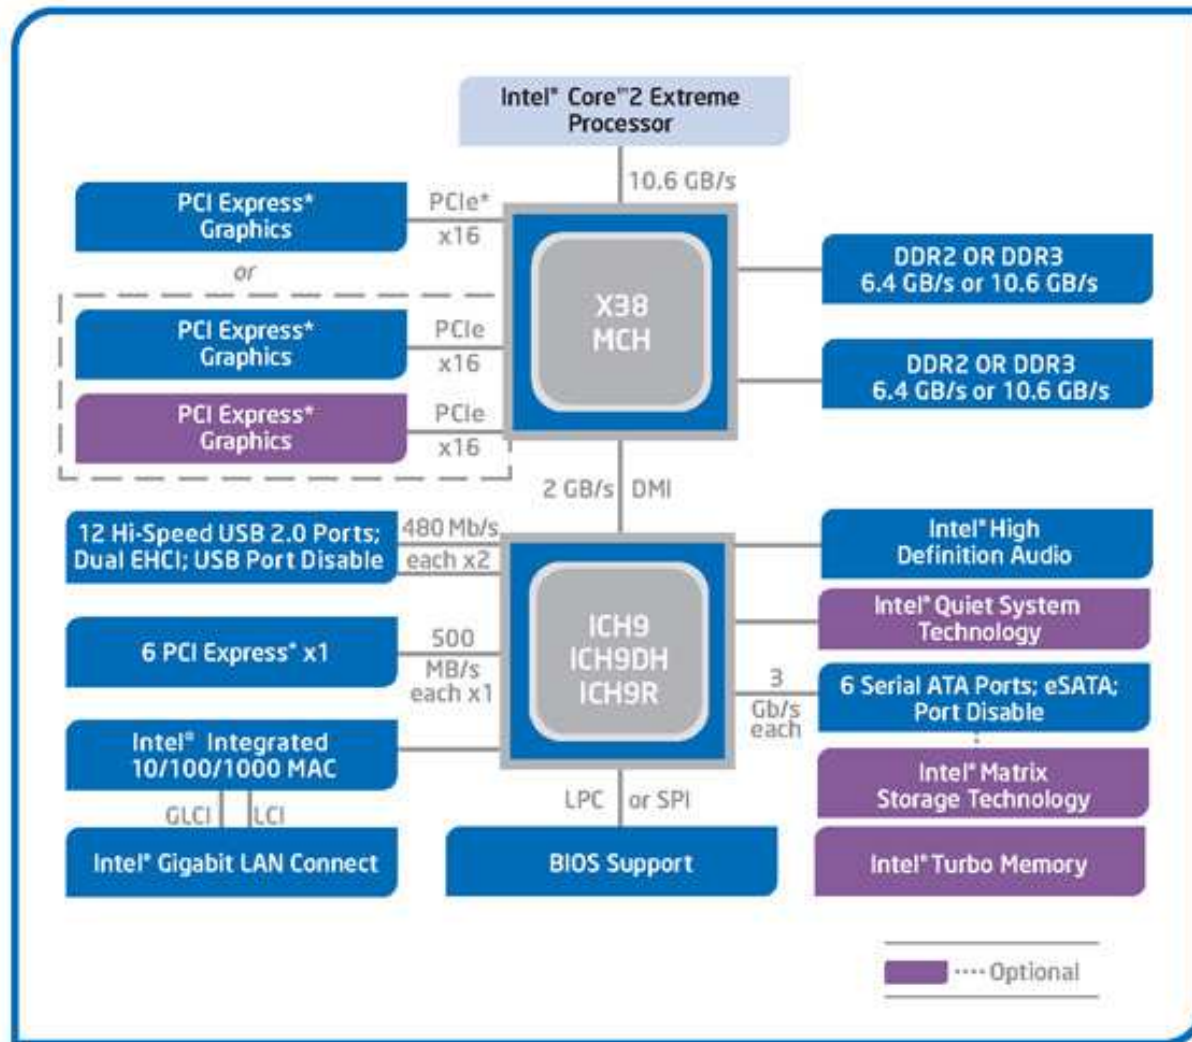 Intel® Core™2 Extreme
Processor
10.6 GB/s
PCI Express*
Graphics
PCIe*
x16
or
PCI Express*
Graphics
PCIe
x16
PCI Express*
Graphics
PCIe
x16
X38
MCH
DDR2 OR DDR3
6.4 GB/s or 10.6 GB/s
DDR2 OR DDR3
6.4 GB/s or 10.6 GB/s
2 GB/s DMI
12 Hi-Speed USB 2.0 Ports;
Dual EHCI; USB Port Disable
480 Mb/s
each x2
6 PCI Express* x1
500
MB/s
each x1
Intel® Integrated
10/100/1000 MAC
GLCI LCI
Intel® Gigabit LAN Connect
ICH9
ICH9DH
ICH9R
LPC or SPI
BIOS Support
Intel® High
Definition Audio
Intel® Quiet System
Technology
3
Gb/s
each
6 Serial ATA Ports; eSATA;
Port Disable
Intel® Matrix
Storage Technology
Intel® Turbo Memory
Optional